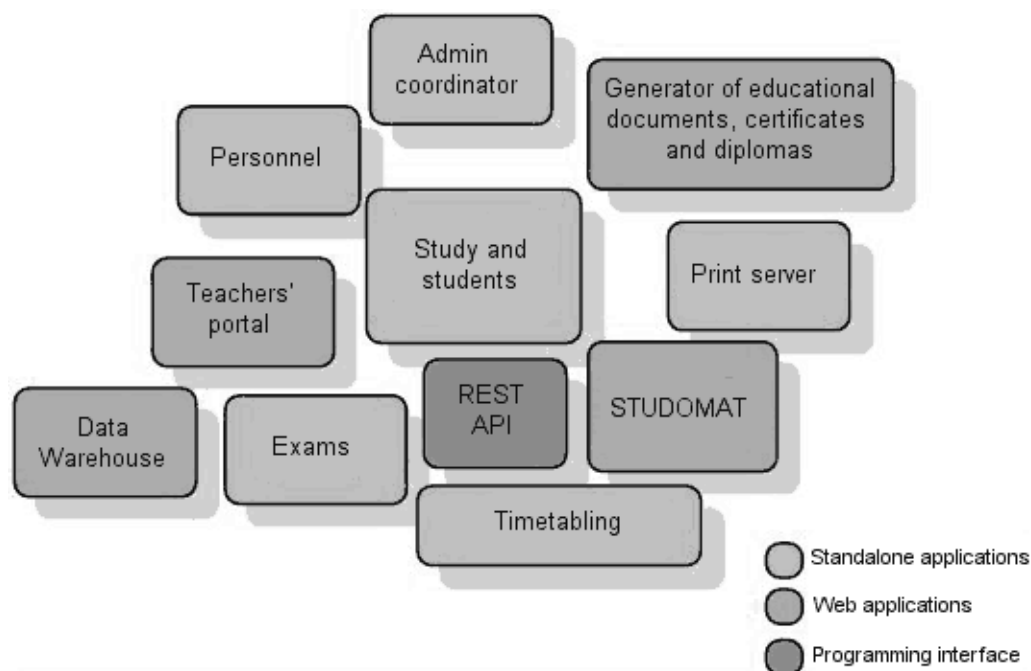 Admin
coordinator
Generator of educational
documents, certificates
and diplomas
Personnel
Study and
students
Print server
Teachers'
portal
REST
API
STUDOMAT
Data
Warehouse
Exams
Timetabling
Standalone applications
Web applications
Programming interface